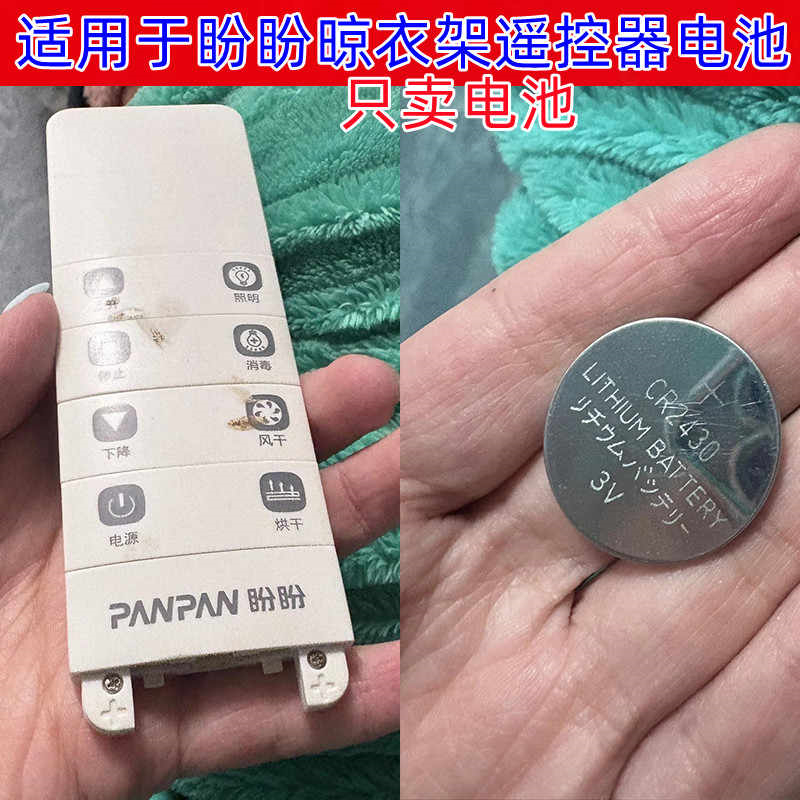 适用于盼盼晾衣架遥控器电池
只卖电池
照明
停止
消毒
下降
风干
电源
烘干
PANPAN 盼盼
CR2430
LITHIUM BATTERY
リチウムバッテリー
3V